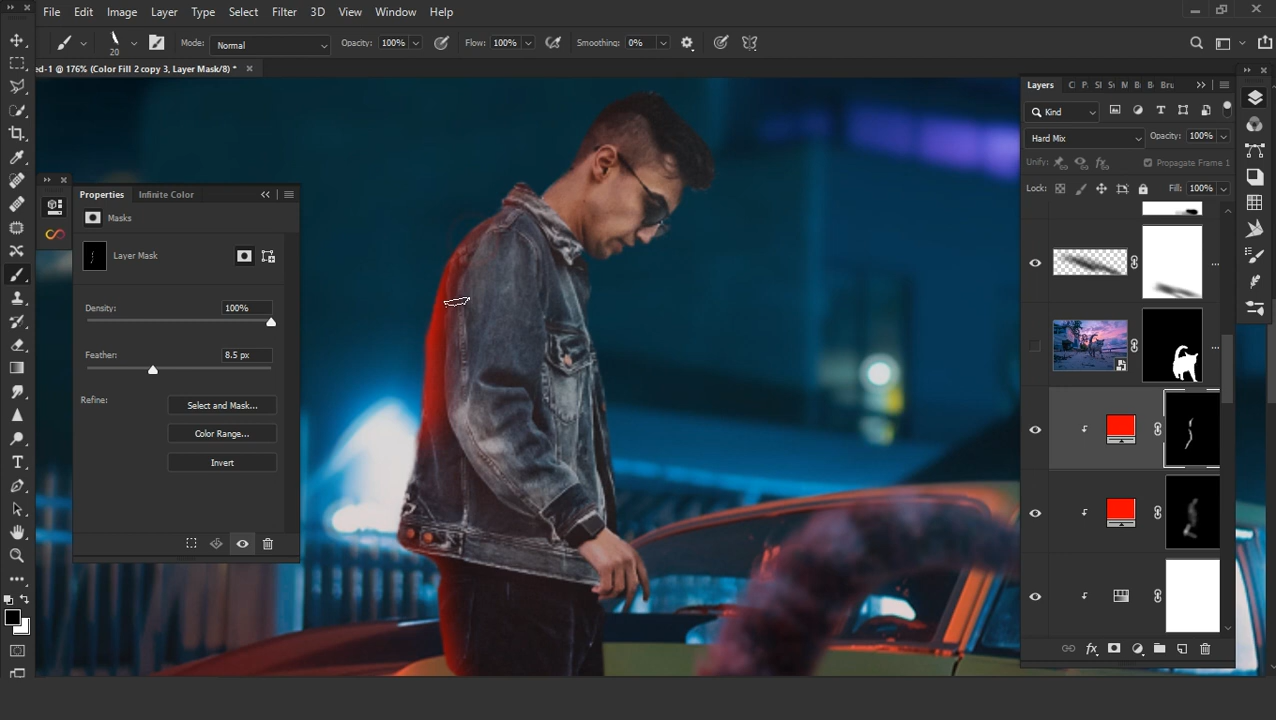 File Edit Image Layer Type Select Filter 3D View Window Help
20 Mode: Normal Opacity: 100% Flow: 100% Smoothing: 0%
ed-1 @ 176% (Color Fill 2 copy 3, Layer Mask/8) *
Properties Infinite Color
Masks
Layer Mask
Density: 100%
Feather: 8.5 px
Refine: Select and Mask...
Color Range...
Invert
Layers Bru
Kind
Hard Mix Opacity: 100%
Unify: Propagate Frame 1
Lock: Fill: 100%